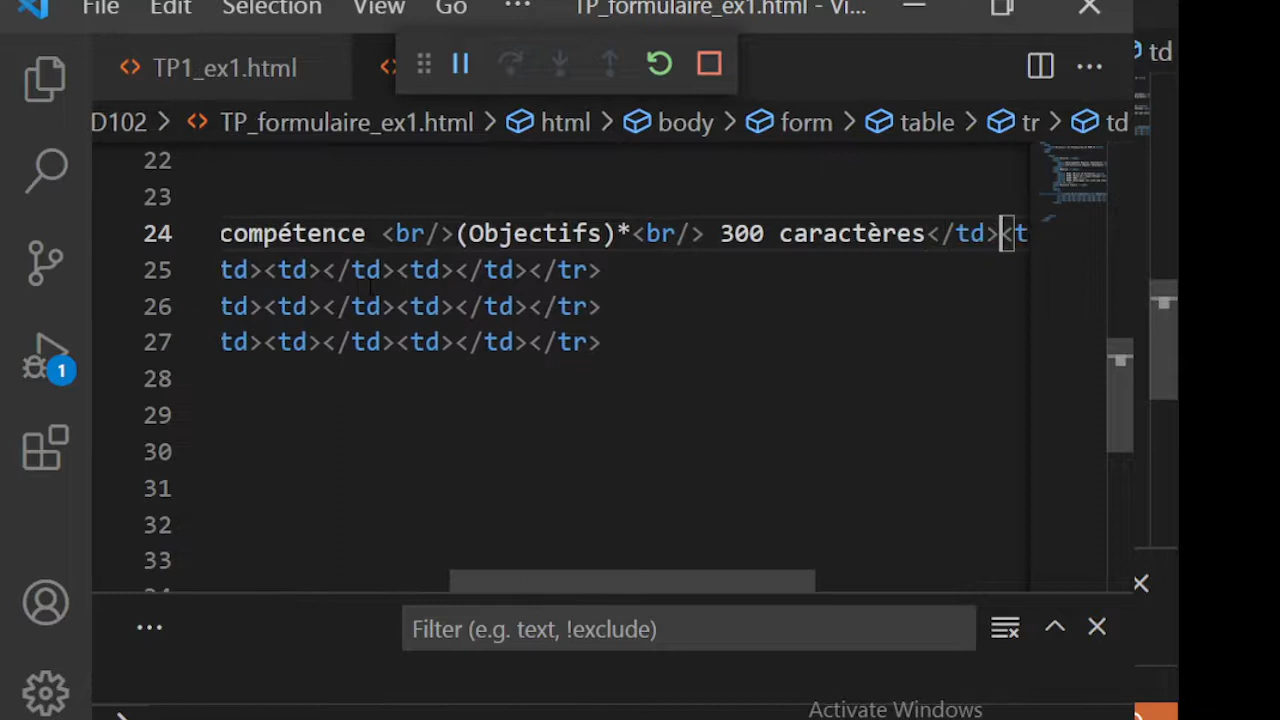 File Edit Selection View Go ··· TP_formulaire_ex1.html - Vi...
TP1_ex1.html
td
D102 > TP_formulaire_ex1.html > html > body > form > table > tr > td
22
23
24 compétence <br/>(Objectifs)*<br/> 300 caractères</td><t
25 td><td></td><td></td></tr>
26 td><td></td><td></td></tr>
27 td><td></td><td></td></tr>
28
29
30
31
32
33
1
Filter (e.g. text, !exclude)
Activate Windows